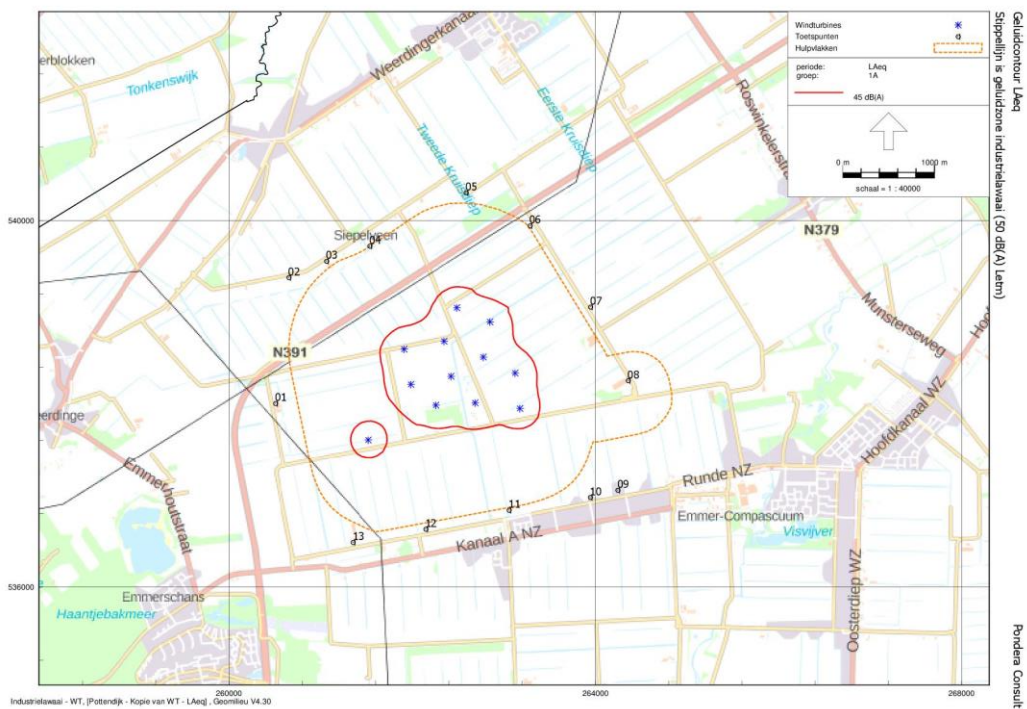 Geluidcontour LAeq
Stippellijn is geluidzone industrielawaai (50 dB(A) Letm)
Windturbines
Toetspunten
Hulpvlakken
periode: LAeq
groep: 1A
45 dB(A)
0 m 1000 m
schaal = 1 : 40000
erblokken
Tonkenswijk
Weerdingerkanaal
Eerste Kruisdiep
Tweede Kruisdiep
Roswinkelerstra
05
06
540000
Siepelveen
04
03
02
N379
07
Munsterseweg
Hoof
N391
08
01
erdinge
Hoofdkanaal WZ
Emmerhoutstraat
Runde NZ
09
10
11
Emmer-Compascuum
Visvijver
12
Kanaal A NZ
13
536000
Emmerschans
Haantjebakmeer
Oosterdiep WZ
Pondera Consult
260000
264000
268000
Industrielawaai - WT, [Pottendijk - Kopie van WT - LAeq] , Geomilieu V4.30